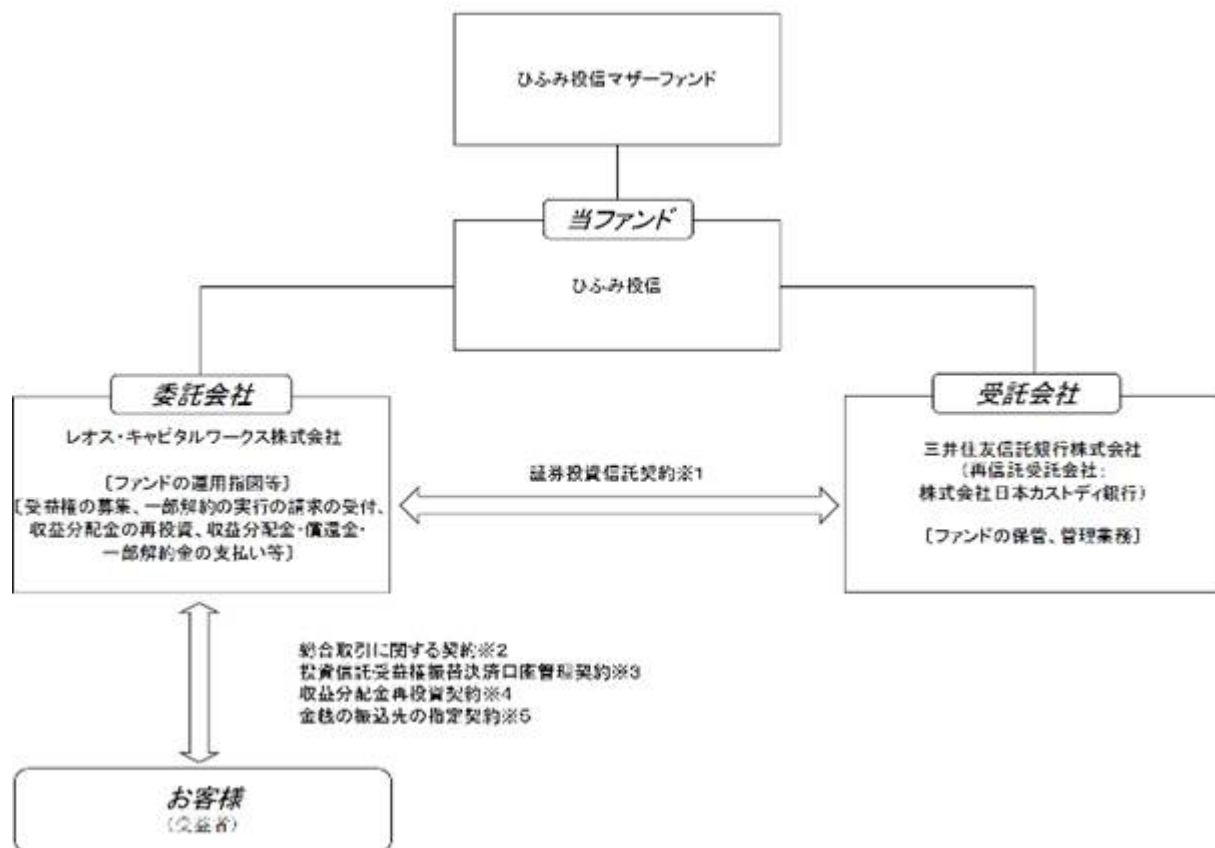 ひふみ投信マザーファンド
当ファンド
ひふみ投信
委託会社
レオス・キャピタルワークス株式会社
〔ファンドの運用指図等〕
〔受益権の募集、一部解約の実行の請求の受付、
収益分配金の再投資、収益分配金・償還金・
一部解約金の支払い等〕
証券投資信託契約※1
受託会社
三井住友信託銀行株式会社
(再信託受託会社:
株式会社日本カストディ銀行)
〔ファンドの保管、管理業務〕
総合取引に関する契約※2
投資信託受益権振替決済口座管理契約※3
収益分配金再投資契約※4
金銭の振込先の指定契約※5
お客様
(受益者)